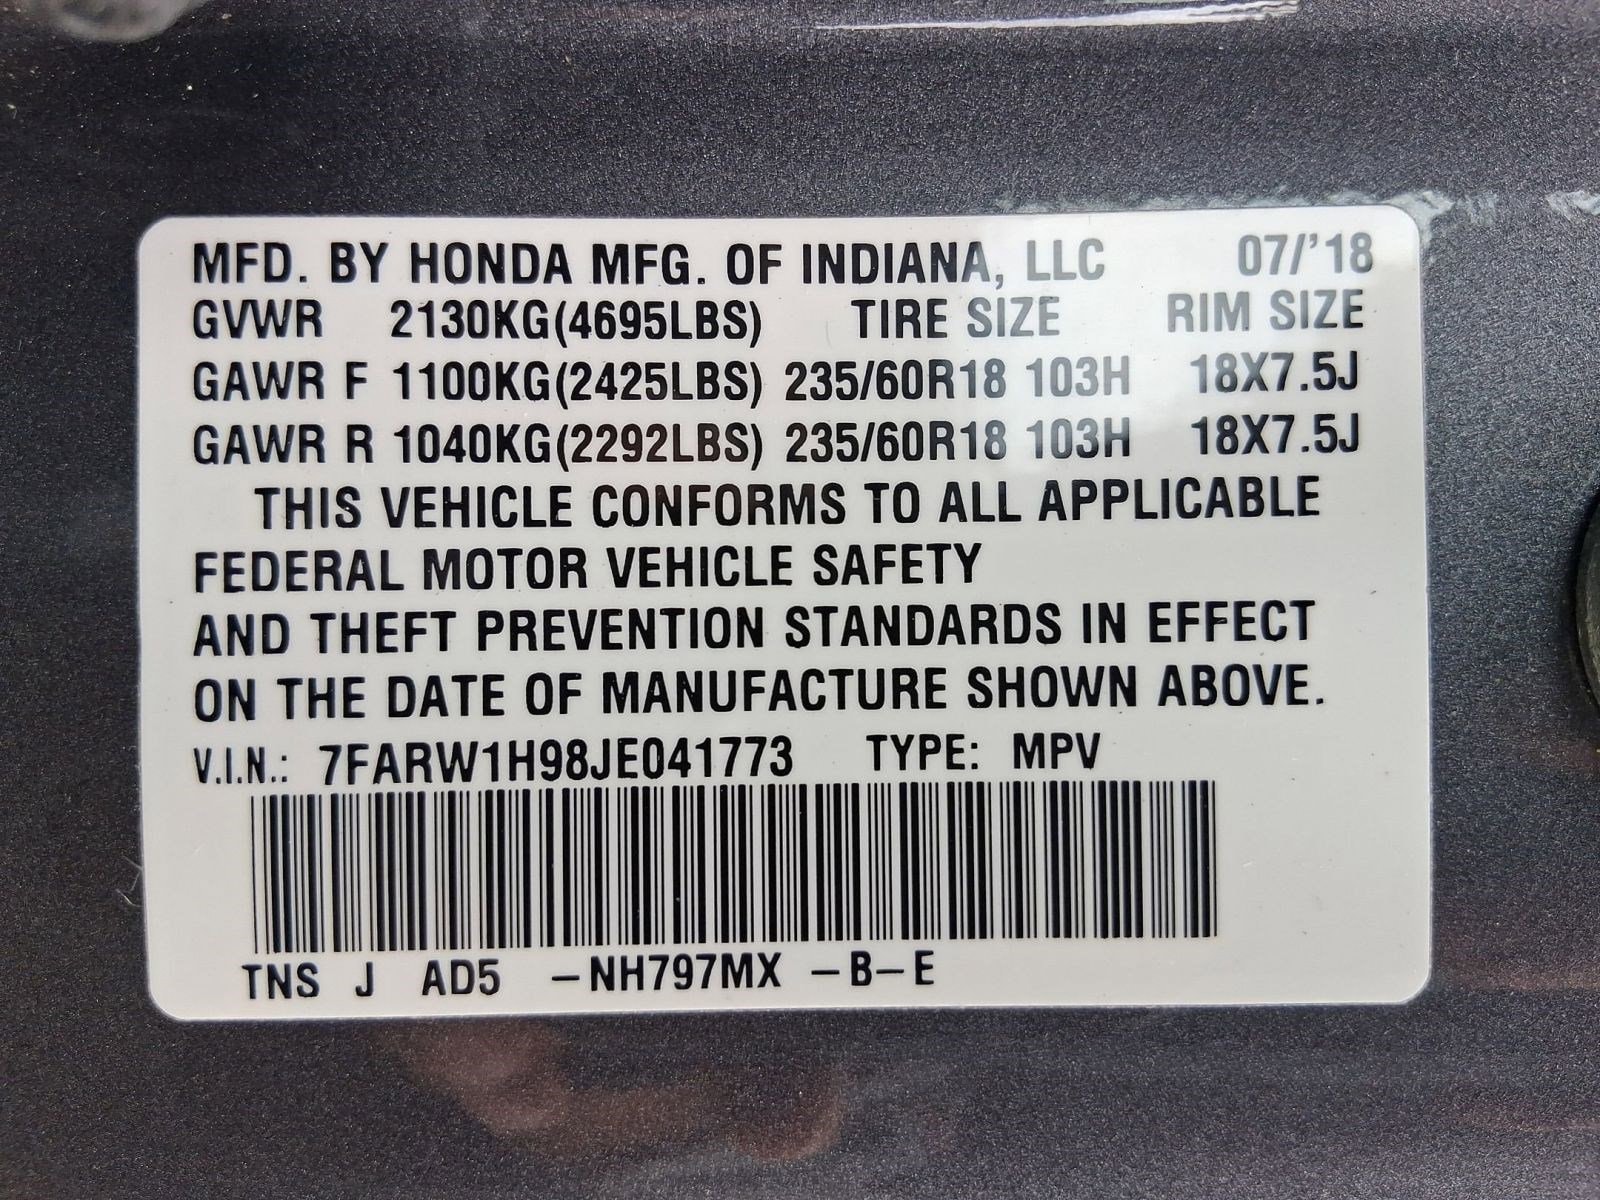 MFD. BY HONDA MFG. OF INDIANA, LLC 07/'18
GVWR 2130KG(4695LBS) TIRE SIZE RIM SIZE
GAWR F 1100KG(2425LBS) 235/60R18 103H 18X7.5J
GAWR R 1040KG(2292LBS) 235/60R18 103H 18X7.5J
THIS VEHICLE CONFORMS TO ALL APPLICABLE
FEDERAL MOTOR VEHICLE SAFETY
AND THEFT PREVENTION STANDARDS IN EFFECT
ON THE DATE OF MANUFACTURE SHOWN ABOVE.
V.I.N.: 7FARW1H98JE041773 TYPE: MPV
TNS J AD5 -NH797MX -B-E